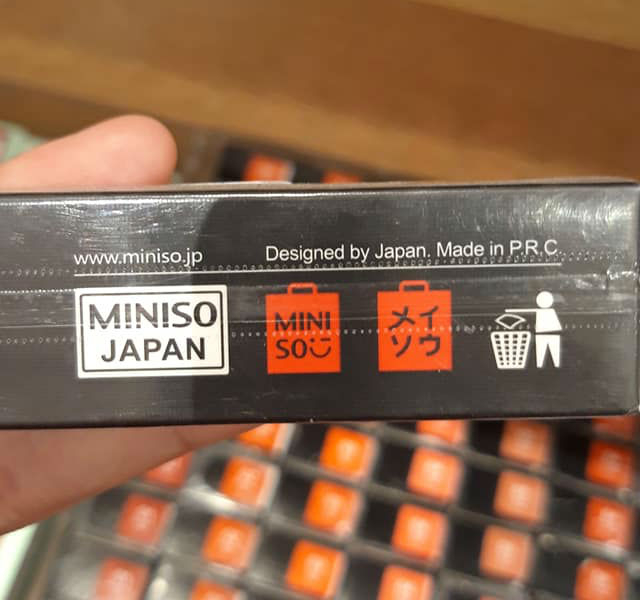 www.miniso.jp
Designed by Japan. Made in P.R.C.
MINISO
JAPAN
MINI
SO
メイ
ソウ